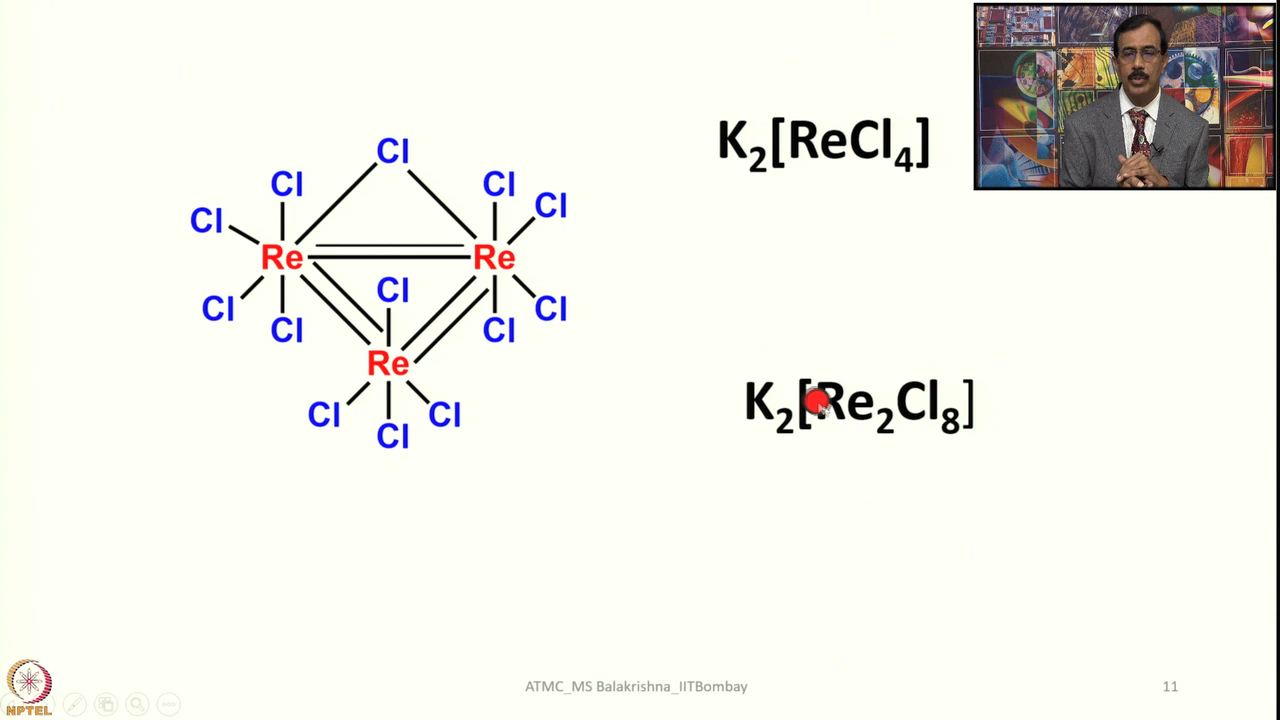 Cl
Cl Cl
Cl Cl
Re Re
Cl
Cl Cl
Cl Cl
Re
Cl Cl
Cl
K₂[ReCl₄]
K₂[Re₂Cl₈]
NPTEL
ATMC_MS Balakrishna_IITBombay
11